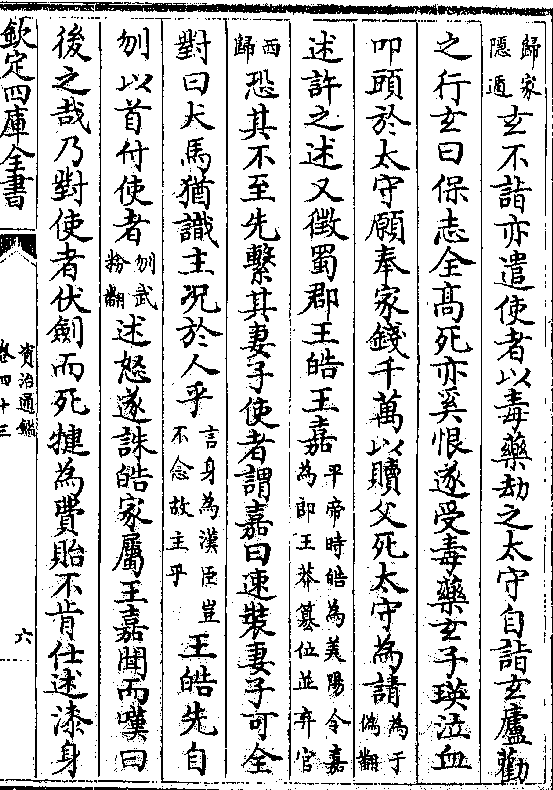 歸家隱遁玄不詣亦遣使者以毒藥劫之太守自詣玄廬勸
之行玄曰保志全髙死亦奚恨遂受毒藥玄子瑛泣血
叩頭於太守願奉家錢千萬以贖父死太守為請為于偽翻
述許之述又徵蜀郡王皓王嘉平帝時皓為美陽令嘉為郎王莽簒位並弃官
西歸恐其不至先繫其妻子使者謂嘉曰速裝妻子可全
對曰犬馬猶識主況於人乎言身為漢臣豈不念故主乎王皓先自
刎以首付使者刎武粉翻述怒遂誅皓家屬王嘉聞而嘆曰
後之哉乃對使者伏劍而死㨗為費貽不肯仕述漆身
欽定四庫全書
資治通鑑
卷四十三
六